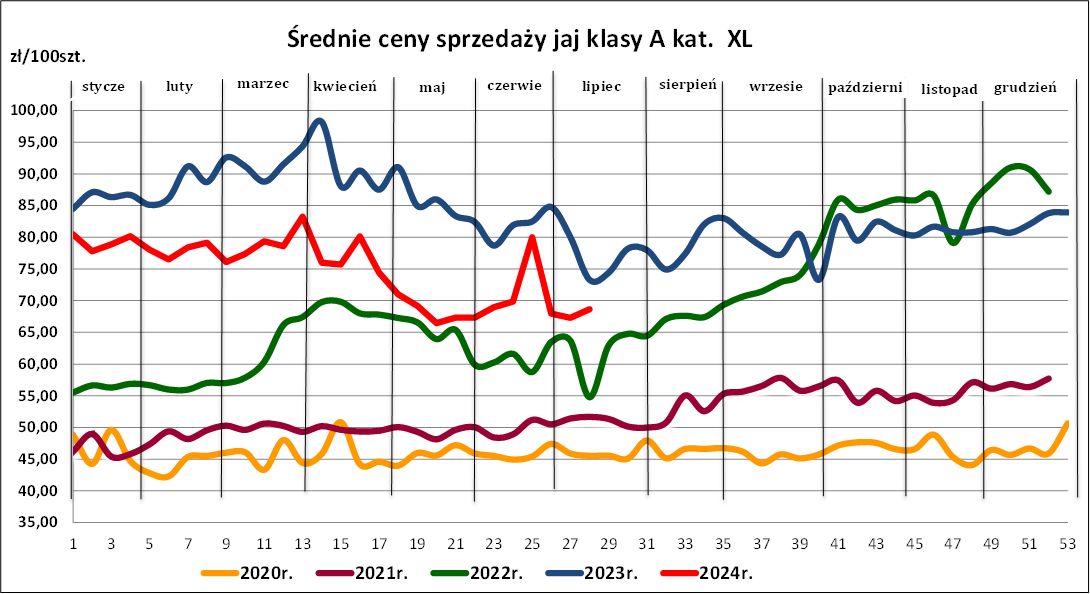 Średnie ceny sprzedaży jaj klasy A kat. XL
zł/100szt.
stycze luty marzec kwiecień maj czerwie lipiec sierpień wrzesie październi listopad grudzień
100,00
95,00
90,00
85,00
80,00
75,00
70,00
65,00
60,00
55,00
50,00
45,00
40,00
35,00
1 3 5 7 9 11 13 15 17 19 21 23 25 27 29 31 33 35 37 39 41 43 45 47 49 51 53
2020r. 2021r. 2022r. 2023r. 2024r.